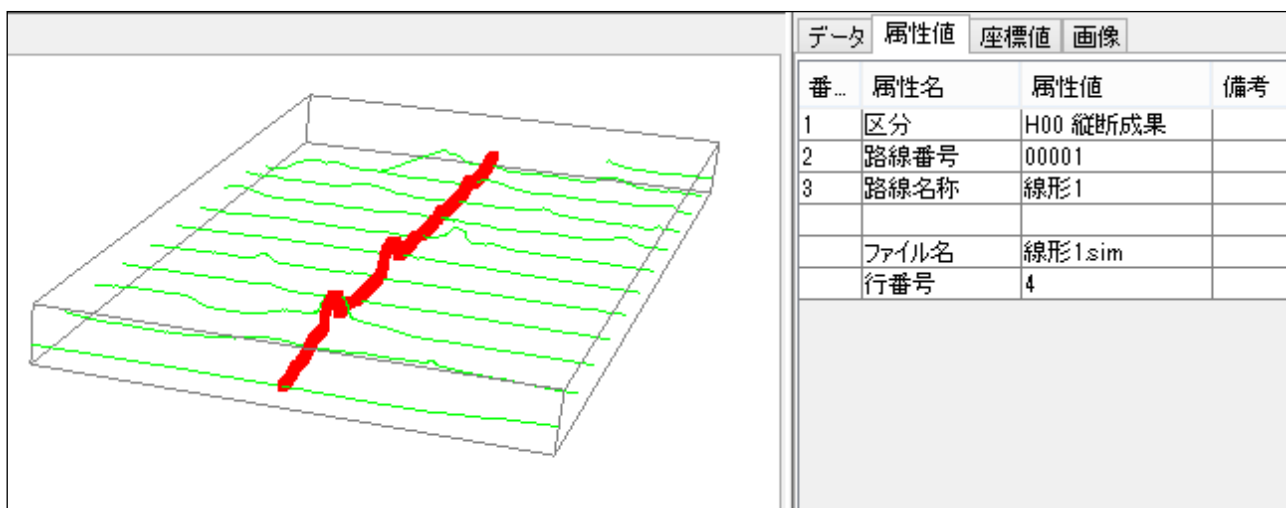 データ 属性値 座標値 画像
番... 属性名 属性値 備考
1 区分 H00 縦断成果
2 路線番号 00001
3 路線名称 線形1
ファイル名 線形1.sim
行番号 4